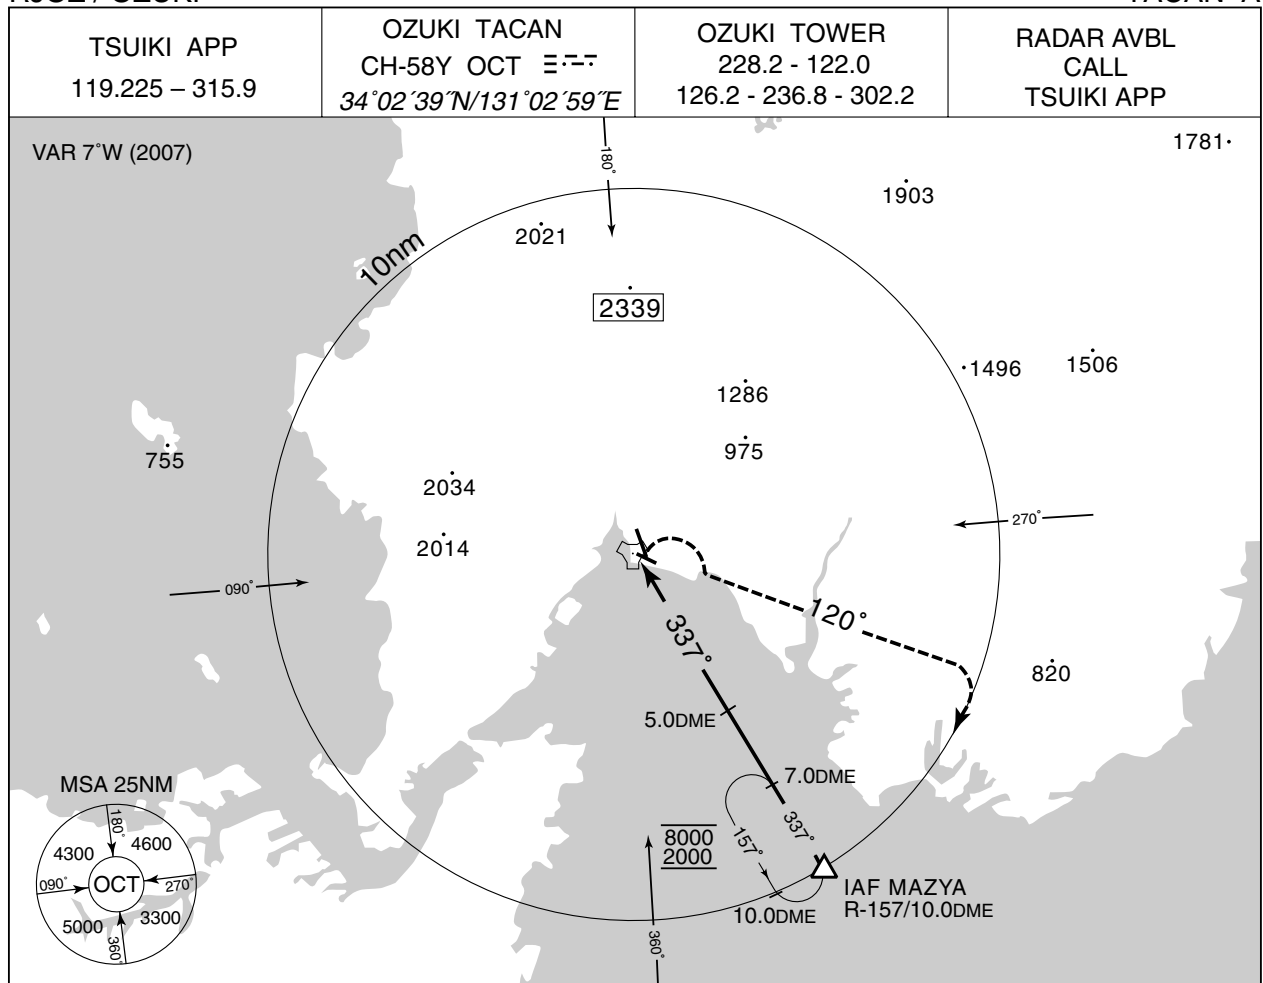 TSUIKI APP
119.225 – 315.9
OZUKI TACAN
CH-58Y OCT
34°02´39˝N/131°02´59˝E
OZUKI TOWER
228.2 - 122.0
126.2 - 236.8 - 302.2
RADAR AVBL
CALL
TSUIKI APP
VAR 7°W (2007)
180°
1781
1903
2021
10nm
2339
1496
1506
1286
975
755
2034
2014
270°
090°
120°
337°
820
5.0DME
7.0DME
337°
157°
8000
2000
IAF MAZYA
R-157/10.0DME
10.0DME
360°
MSA 25NM
180°
4300
4600
090°
OCT
270°
5000
3300
360°